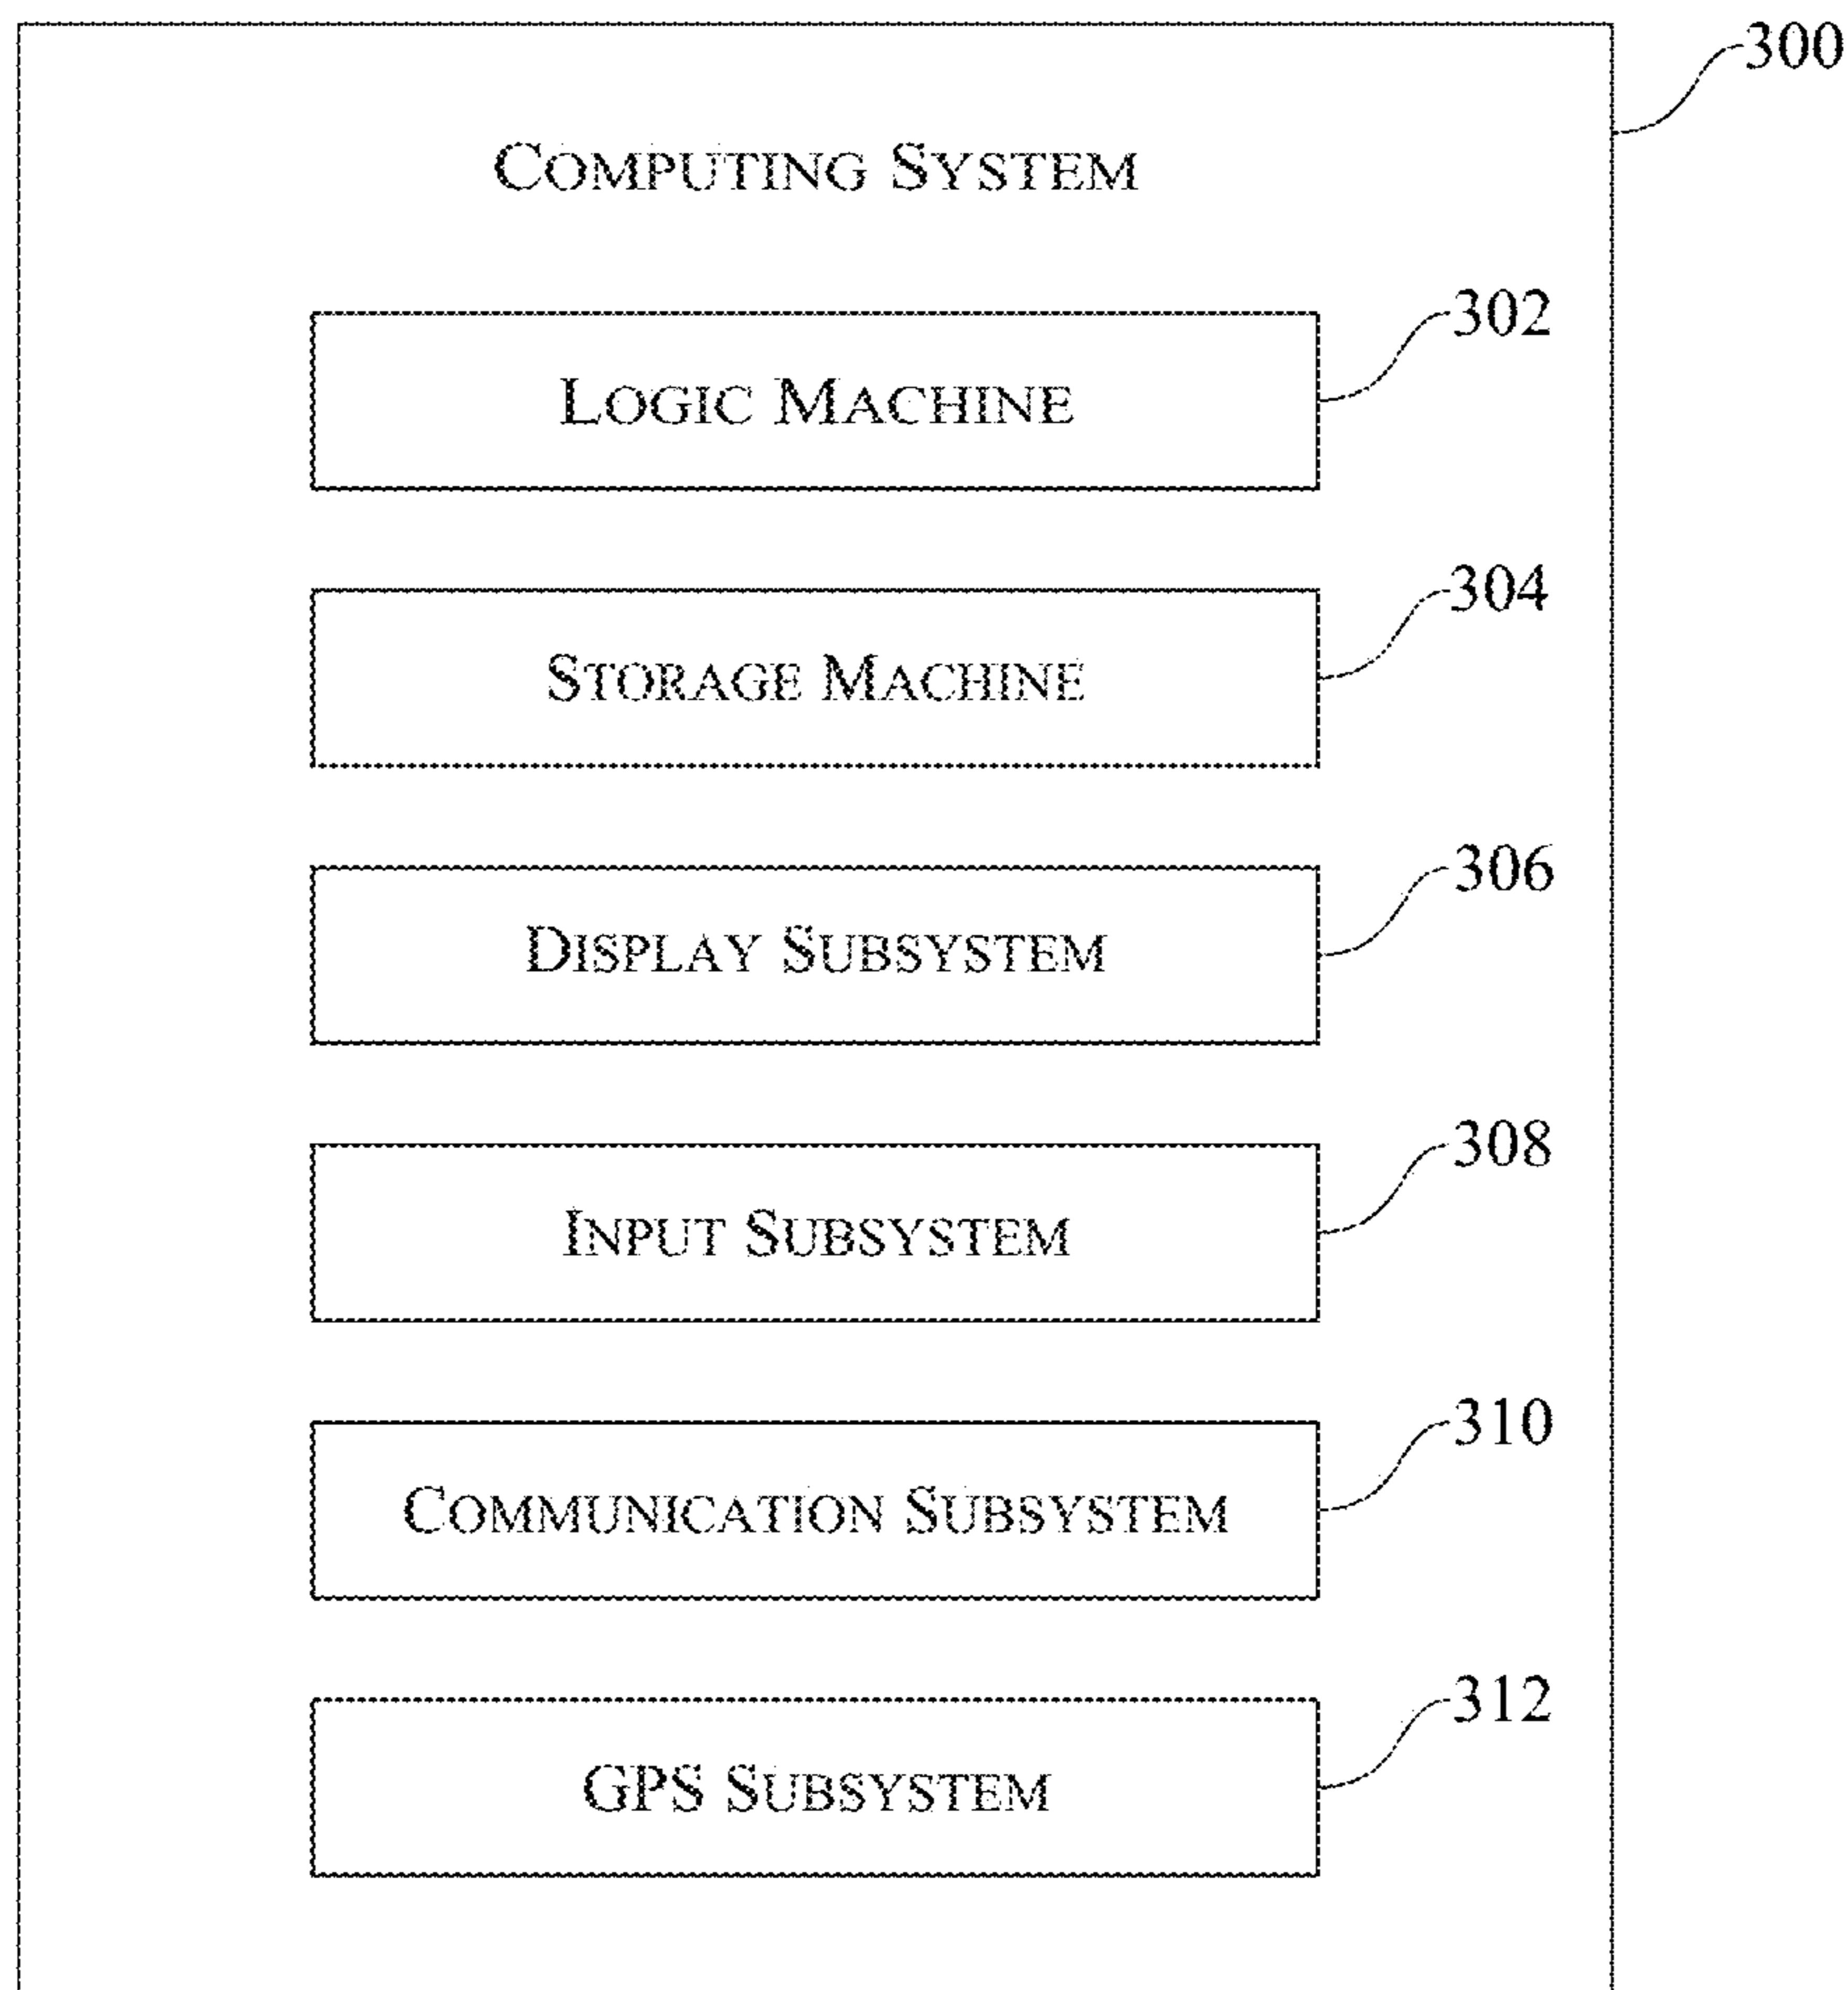 300
COMPUTING SYSTEM
302
LOGIC MACHINE
304
STORAGE MACHINE
306
DISPLAY SUBSYSTEM
308
INPUT SUBSYSTEM
310
COMMUNICATION SUBSYSTEM
312
GPS SUBSYSTEM